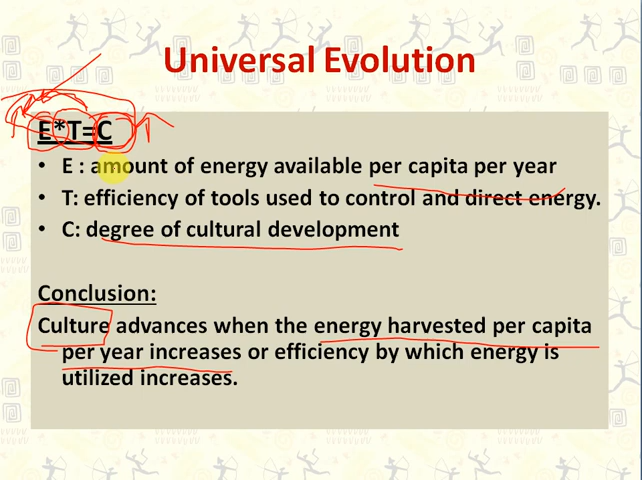 Universal Evolution
E*T=C
• E : amount of energy available per capita per year
• T: efficiency of tools used to control and direct energy.
• C: degree of cultural development
Conclusion:
Culture advances when the energy harvested per capita
per year increases or efficiency by which energy is
utilized increases.